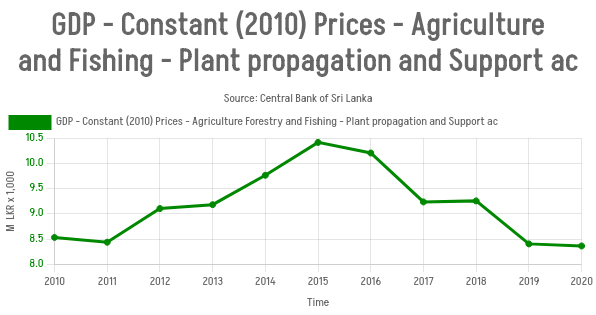 GDP - Constant (2010) Prices - Agriculture
and Fishing - Plant propagation and Support ac
Source: Central Bank of Sri Lanka
GDP - Constant (2010) Prices - Agriculture Forestry and Fishing - Plant propagation and Support ac
M LKR x 1,000
10.5
10.0
9.5
9.0
8.5
8.0
2010 2011 2012 2013 2014 2015 2016 2017 2018 2019 2020
Time